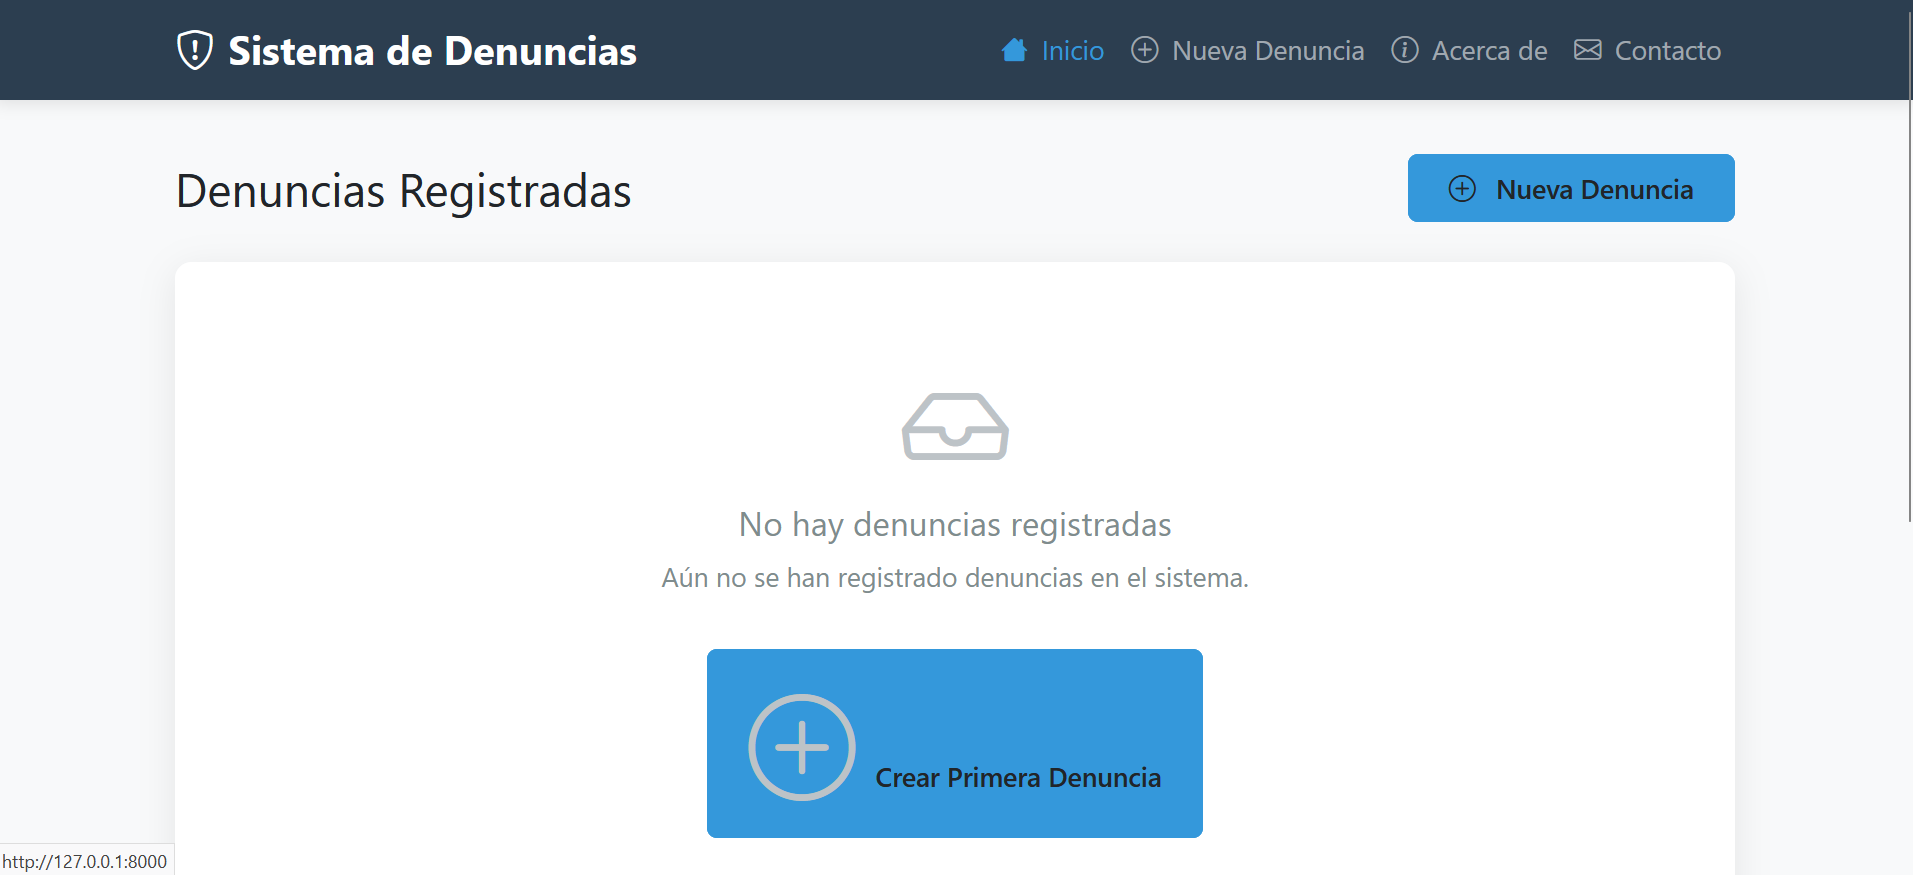 Sistema de Denuncias
Inicio Nueva Denuncia Acerca de Contacto
Denuncias Registradas
Nueva Denuncia
No hay denuncias registradas
Aún no se han registrado denuncias en el sistema.
Crear Primera Denuncia
http://127.0.0.1:8000